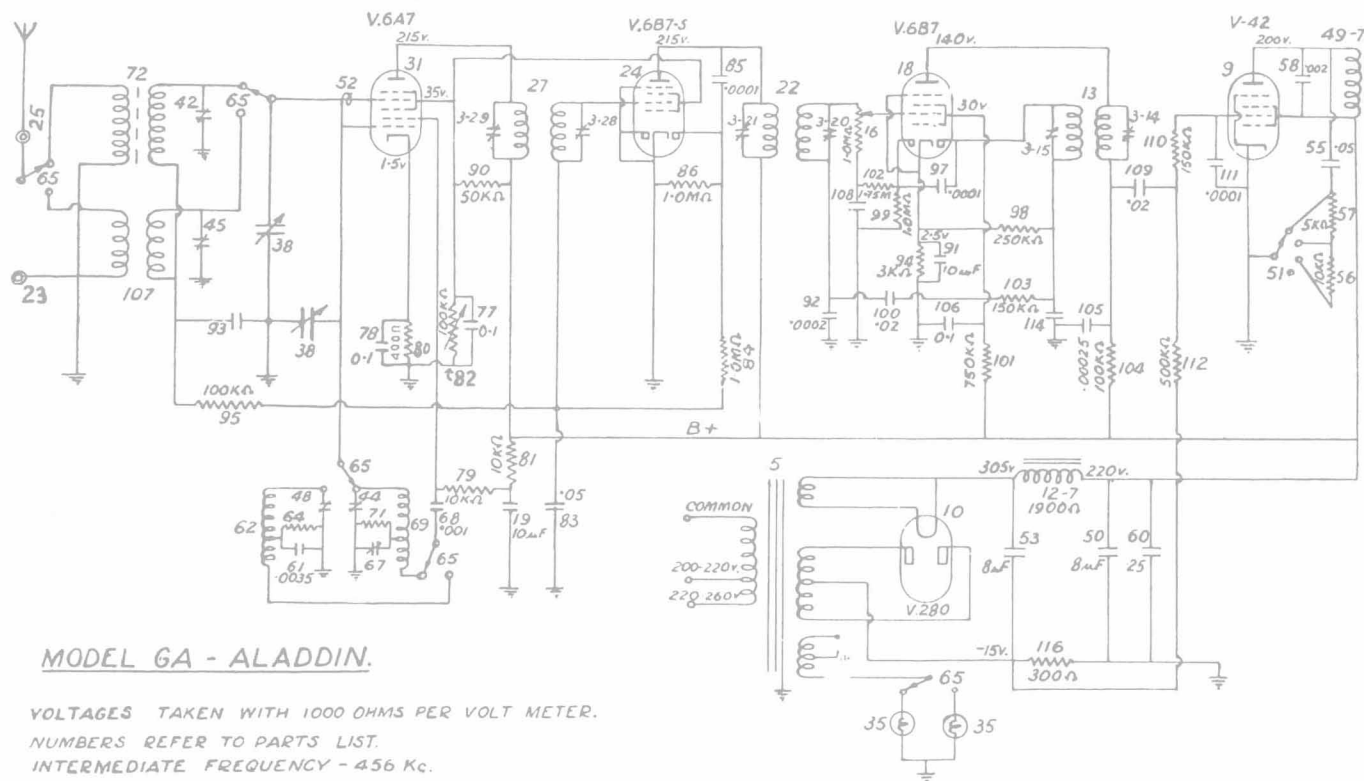 V.6A7
V.6B7-S
V.6B7
V-42
49-7
215v.
215v.
140v.
200v.
31
24
18
9
58
.002
72
52
35v.
27
85
.0001
22
30v.
13
42
65
3-29
3-28
3-21
3-20
16
1.0MΩ
3-15
3-14
110
150KΩ
25
65
1.5v
90
50KΩ
86
1.0MΩ
102
1.75M
97
.0001
109
.02
111
.0001
55
.05
45
38
108
99
1.0MΩ
98
250KΩ
57
5KΩ
2.5v
94
3KΩ
91
10µF
51
10KΩ
56
23
107
93
38
78
0.1
400Ω
80
100KΩ
77
0.1
82
1.0MΩ
84
92
.0002
100
.02
106
0.1
103
150KΩ
114
105
.00025
750KΩ
101
100KΩ
104
500KΩ
112
100KΩ
95
B+
10KΩ
81
65
79
10KΩ
5
305v
220v.
12-7
1900Ω
48
44
64
71
62
69
68
.001
65
19
10µF
.05
83
COMMON
10
53
8µF
50
8µF
60
25
61
.0035
67
200-220v.
220-260v
V.280
-15v.
116
300Ω
65
35
35
MODEL GA - ALADDIN.
VOLTAGES TAKEN WITH 1000 OHMS PER VOLT METER.
NUMBERS REFER TO PARTS LIST.
INTERMEDIATE FREQUENCY - 456 Kc.